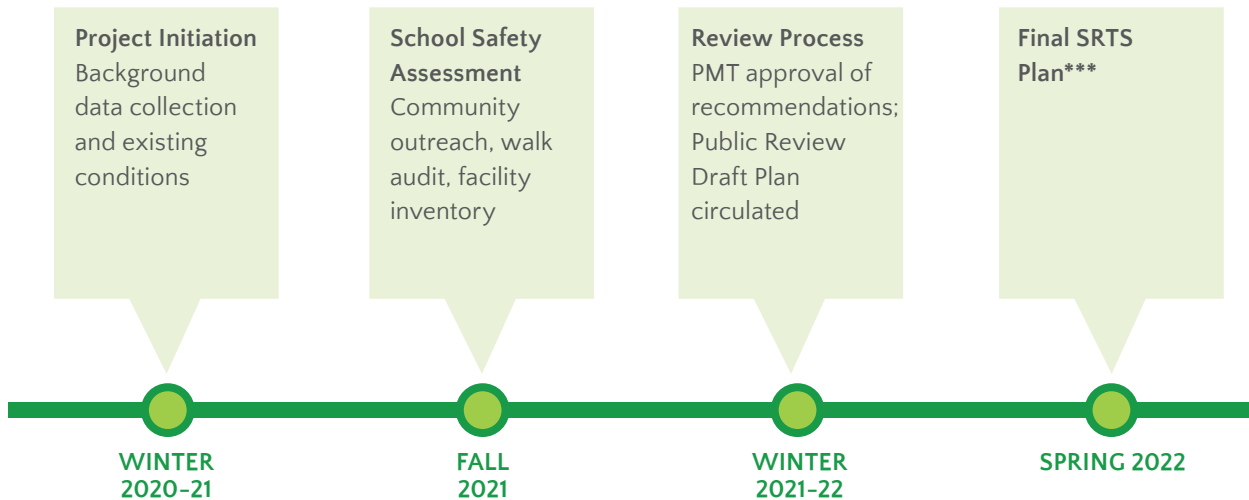 Project Initiation
Background
data collection
and existing
conditions
School Safety
Assessment
Community
outreach, walk
audit, facility
inventory
Review Process
PMT approval of
recommendations;
Public Review
Draft Plan
circulated
Final SRTS
Plan***
WINTER
2020-21
FALL
2021
WINTER
2021-22
SPRING 2022